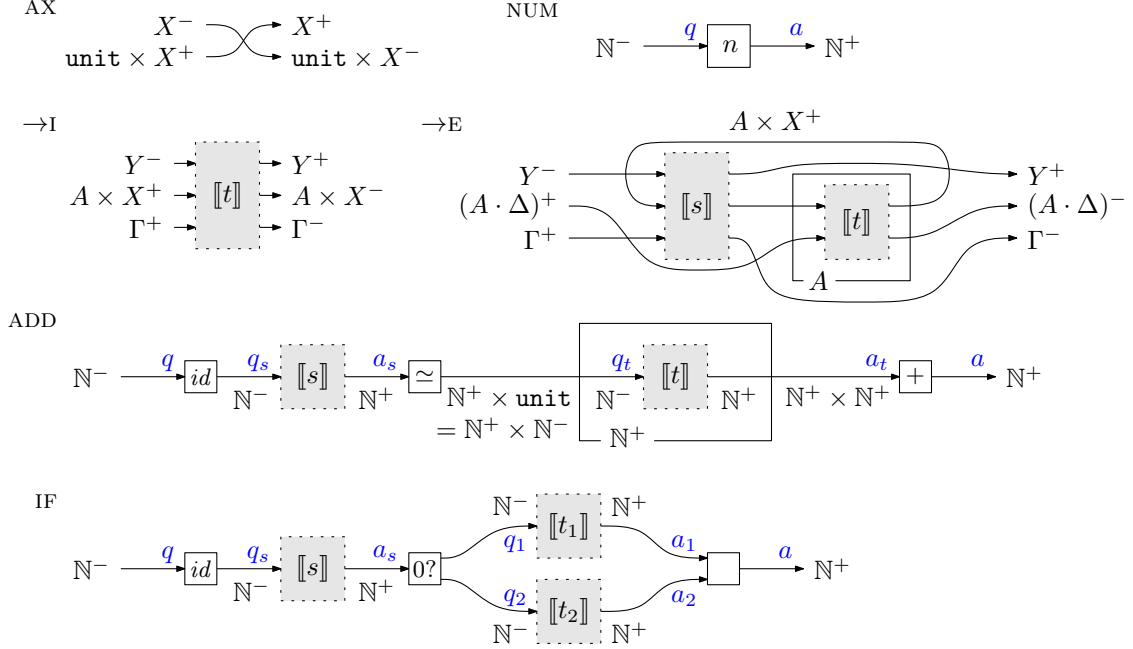 AX
X⁻ X⁺
unit × X⁺ unit × X⁻
NUM
ℕ⁻ q n a ℕ⁺
→I
Y⁻ Y⁺
A × X⁺ ⟦t⟧ A × X⁻
Γ⁺ Γ⁻
→E
A × X⁺
Y⁻ Y⁺
(A · Δ)⁺ ⟦s⟧ ⟦t⟧ (A · Δ)⁻
Γ⁺ Γ⁻
A
ADD
q q_s a_s q_t a_t a
ℕ⁻ id ⟦s⟧ ≃ ⟦t⟧ + ℕ⁺
ℕ⁻ ℕ⁺ ℕ⁺ × unit ℕ⁻ ℕ⁺ ℕ⁺ × ℕ⁺
= ℕ⁺ × ℕ⁻ ℕ⁺
IF
ℕ⁻ ⟦t₁⟧ ℕ⁺
q₁ a₁
q q_s a_s a
ℕ⁻ id ⟦s⟧ 0? ℕ⁺
ℕ⁻ ℕ⁺
q₂ ⟦t₂⟧ a₂
ℕ⁻ ℕ⁺